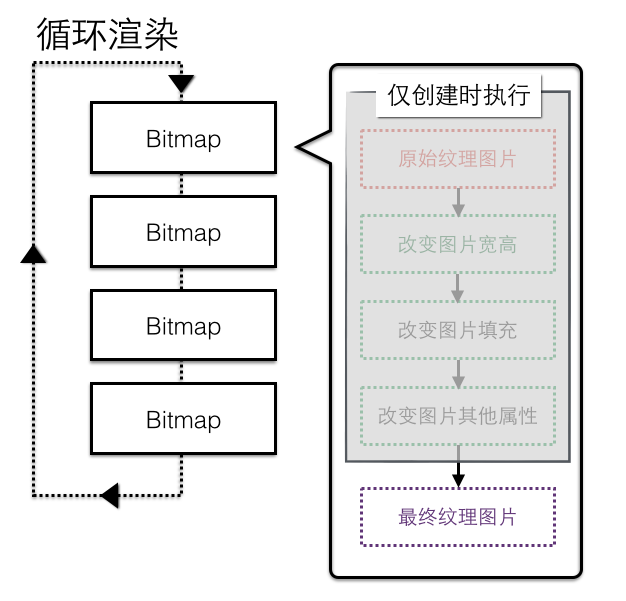 循环渲染
Bitmap
Bitmap
Bitmap
Bitmap
仅创建时执行
原始纹理图片
改变图片宽高
改变图片填充
改变图片其他属性
最终纹理图片